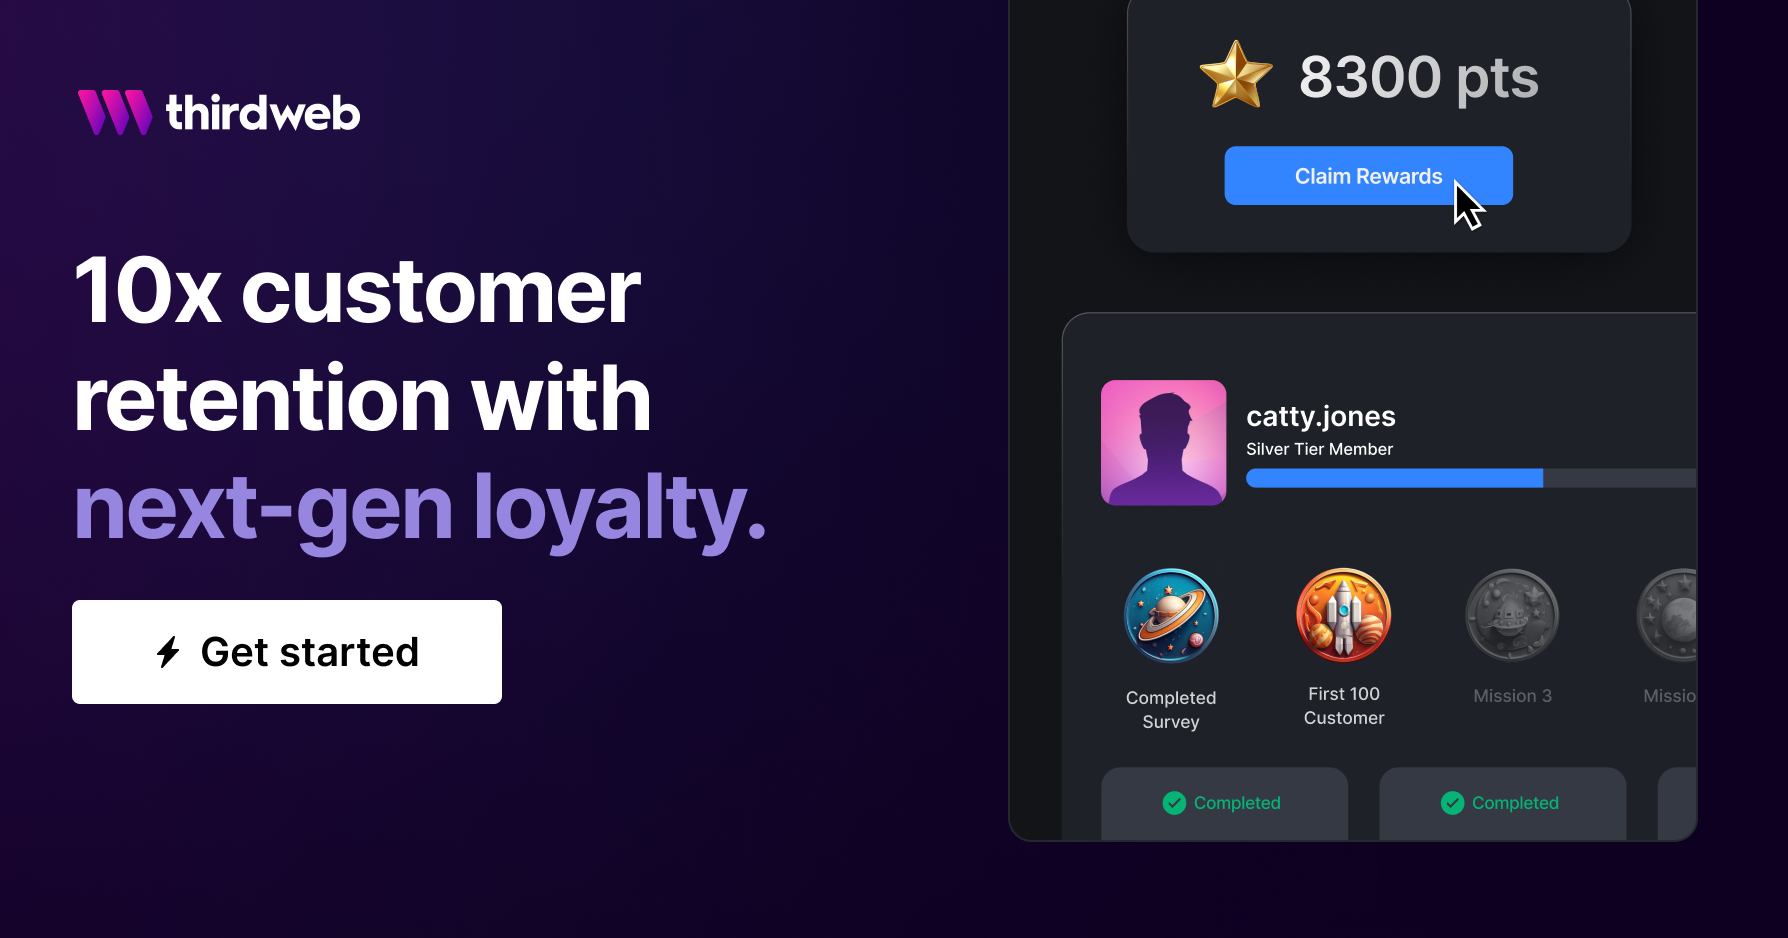 thirdweb
10x customer
retention with
next-gen loyalty.
Get started
8300 pts
Claim Rewards
catty.jones
Silver Tier Member
Completed
Survey
First 100
Customer
Mission 3
Missio
Completed
Completed